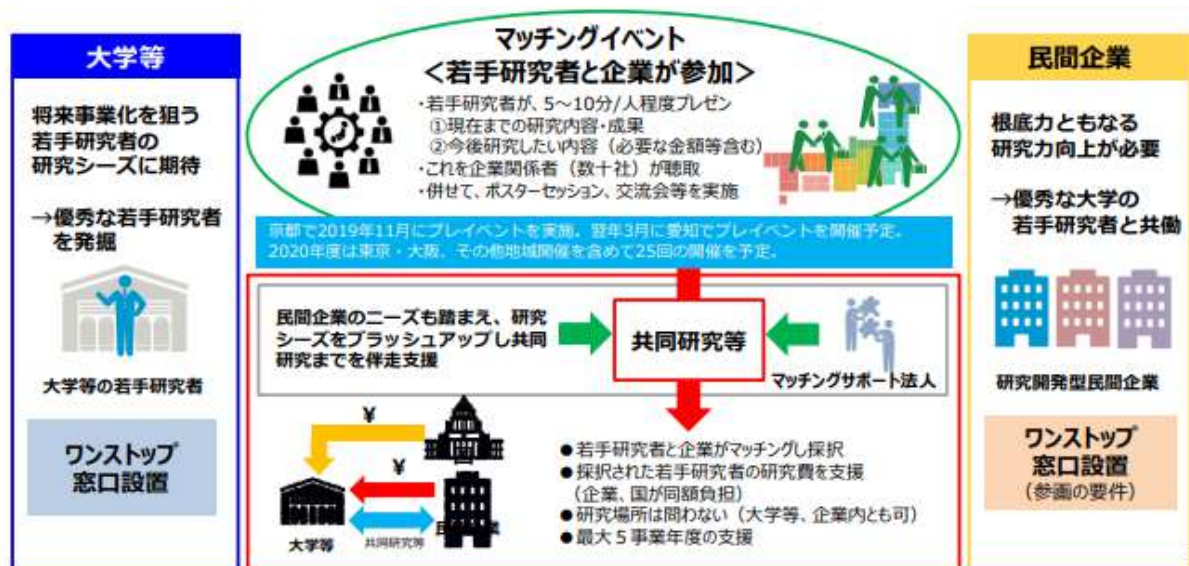 大学等
将来事業化を狙う
若手研究者の
研究シーズに期待
→優秀な若手研究者
を発掘
大学等の若手研究者
ワンストップ
窓口設置
マッチングイベント
＜若手研究者と企業が参加＞
・若手研究者が、5～10分/人程度プレゼン
①現在までの研究内容・成果
②今後研究したい内容（必要な金額等含む）
・これを企業関係者（数十社）が聴取
・併せて、ポスターセッション、交流会等を実施
京都で2019年11月にプレイベントを実施。翌年3月に愛知でプレイベントを開催予定。
2020年度は東京・大阪、その他地域開催を含めて25回の開催を予定。
民間企業のニーズも踏まえ、研究
シーズをブラッシュアップし共同
研究までを伴走支援
共同研究等
マッチングサポート法人
¥
¥
大学等
共同研究等
●若手研究者と企業がマッチングし採択
●採択された若手研究者の研究費を支援
（企業、国が同額負担）
●研究場所は問わない（大学等、企業内とも可）
●最大５事業年度の支援
民間企業
根底力ともなる
研究力向上が必要
→優秀な大学の
若手研究者と共働
研究開発型民間企業
ワンストップ
窓口設置
（参画の要件）